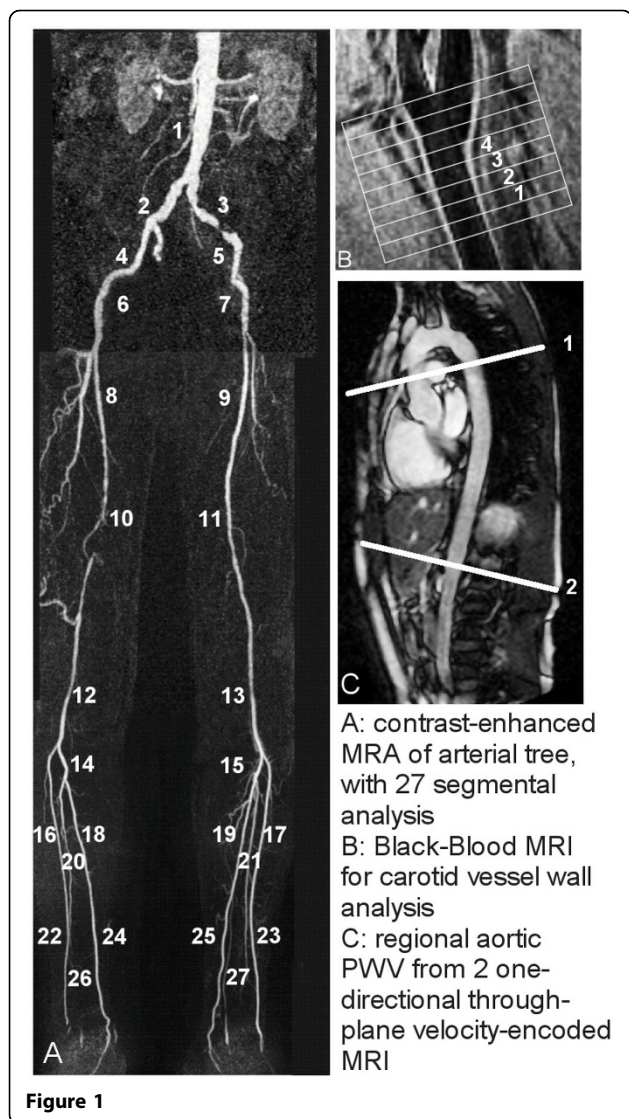 1
2 3
4 5
6 7
8 9
10 11
12 13
14 15
16 18 19 17
20 21
22 24 25 23
26 27
A
4
3
2
1
B
1
2
C
A: contrast-enhanced
MRA of arterial tree,
with 27 segmental
analysis
B: Black-Blood MRI
for carotid vessel wall
analysis
C: regional aortic
PWV from 2 one-
directional through-
plane velocity-encoded
MRI
Figure 1